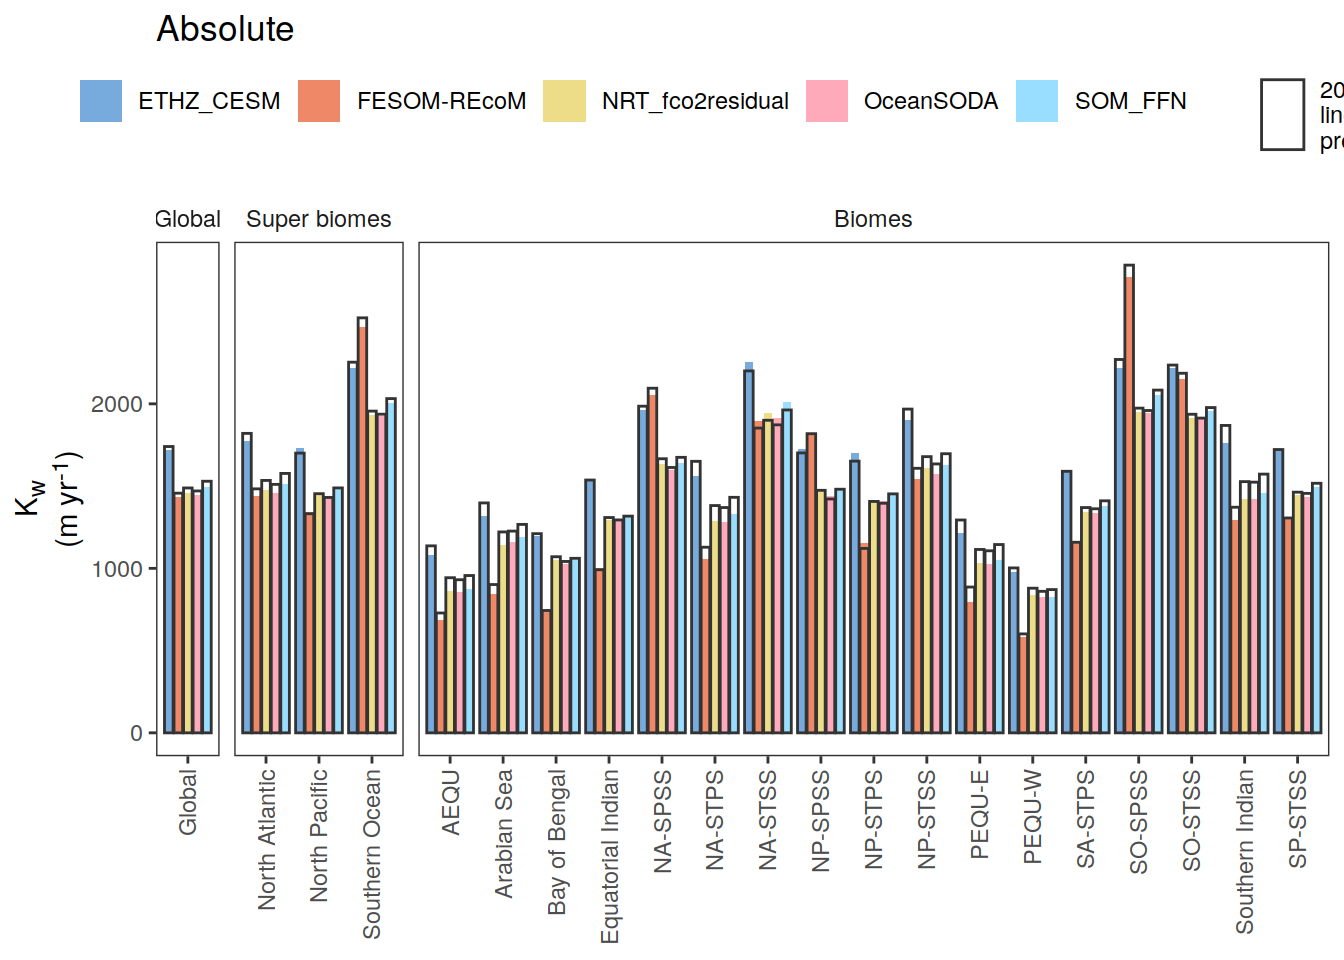 Absolute
ETHZ_CESM
FESOM-REcoM
NRT_fco2residual
OceanSODA
SOM_FFN
Global
Super biomes
Biomes
Kw
(m yr-1)
2000
1000
0
Global
North Atlantic
North Pacific
Southern Ocean
AEQU
Arabian Sea
Bay of Bengal
Equatorial Indian
NA-SPSS
NA-STPS
NA-STSS
NP-SPSS
NP-STPS
NP-STSS
PEQU-E
PEQU-W
SA-STPS
SO-SPSS
SO-STSS
Southern Indian
SP-STSS